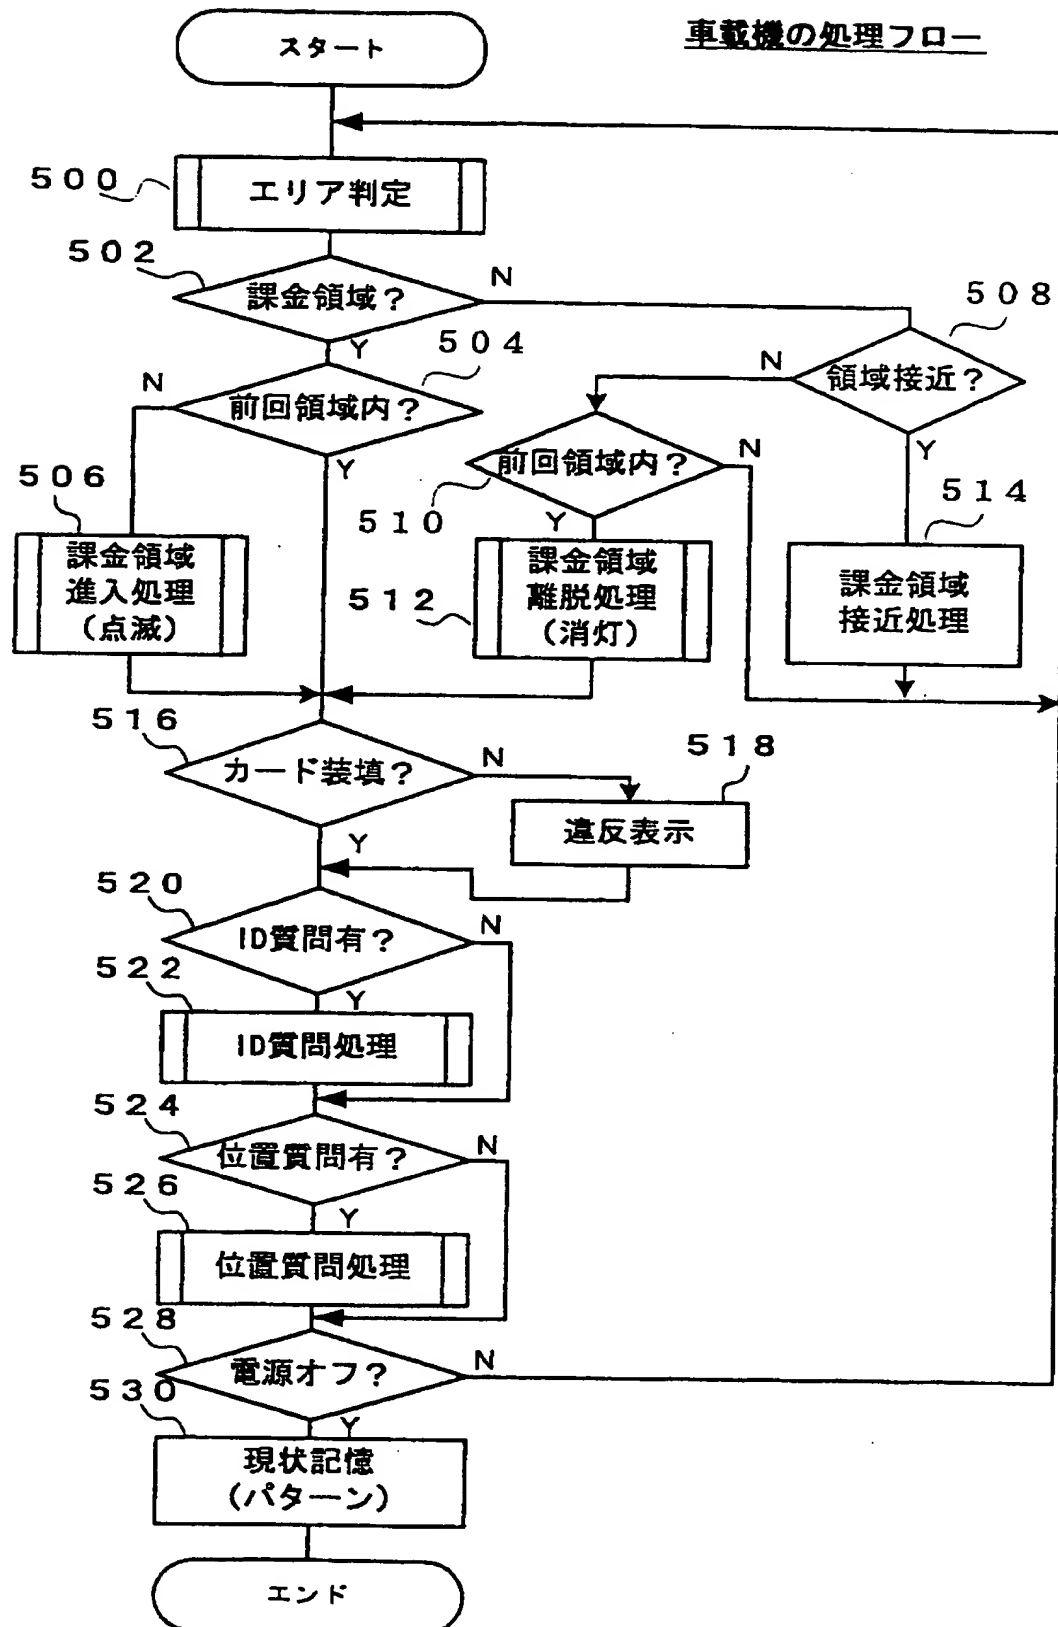 車載機の処理フロー
スタート
500
エリア判定
502
課金領域?
N
Y
504
前回領域内?
N
Y
506
課金領域
進入処理
(点滅)
508
領域接近?
N
Y
510
前回領域内?
N
Y
512
課金領域
離脱処理
(消灯)
514
課金領域
接近処理
516
カード装填?
N
Y
518
違反表示
520
ID質問有?
N
Y
522
ID質問処理
524
位置質問有?
N
Y
526
位置質問処理
528
電源オフ?
N
Y
530
現状記憶
(パターン)
エンド